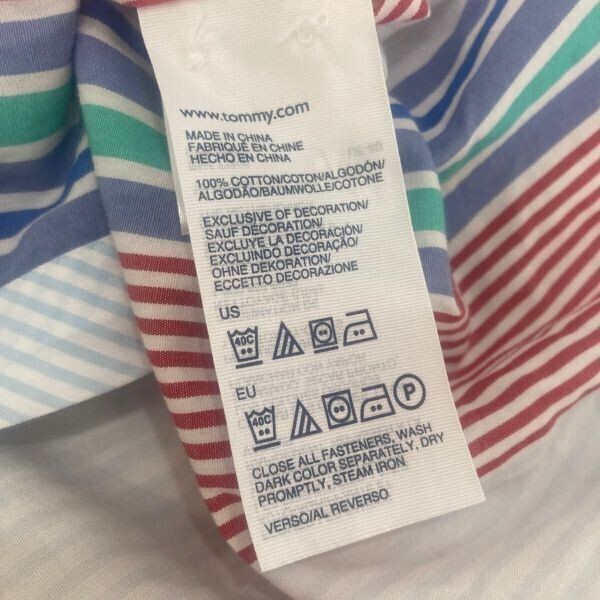 www.tommy.com
MADE IN CHINA
FABRIQUÉ EN CHINE
HECHO EN CHINA
100% COTTON/COTON/ALGODÓN/
ALGODÃO/BAUMWOLLE/COTONE
EXCLUSIVE OF DECORATION/
SAUF DÉCORATION/
EXCLUYE LA DECORACIÓN/
EXCLUINDO DECORAÇÃO/
OHNE DEKORATION/
ECCETTO DECORAZIONE
US
40C
EU
40C P
CLOSE ALL FASTENERS, WASH
DARK COLOR SEPARATELY, DRY
PROMPTLY, STEAM IRON
VERSO/AL REVERSO